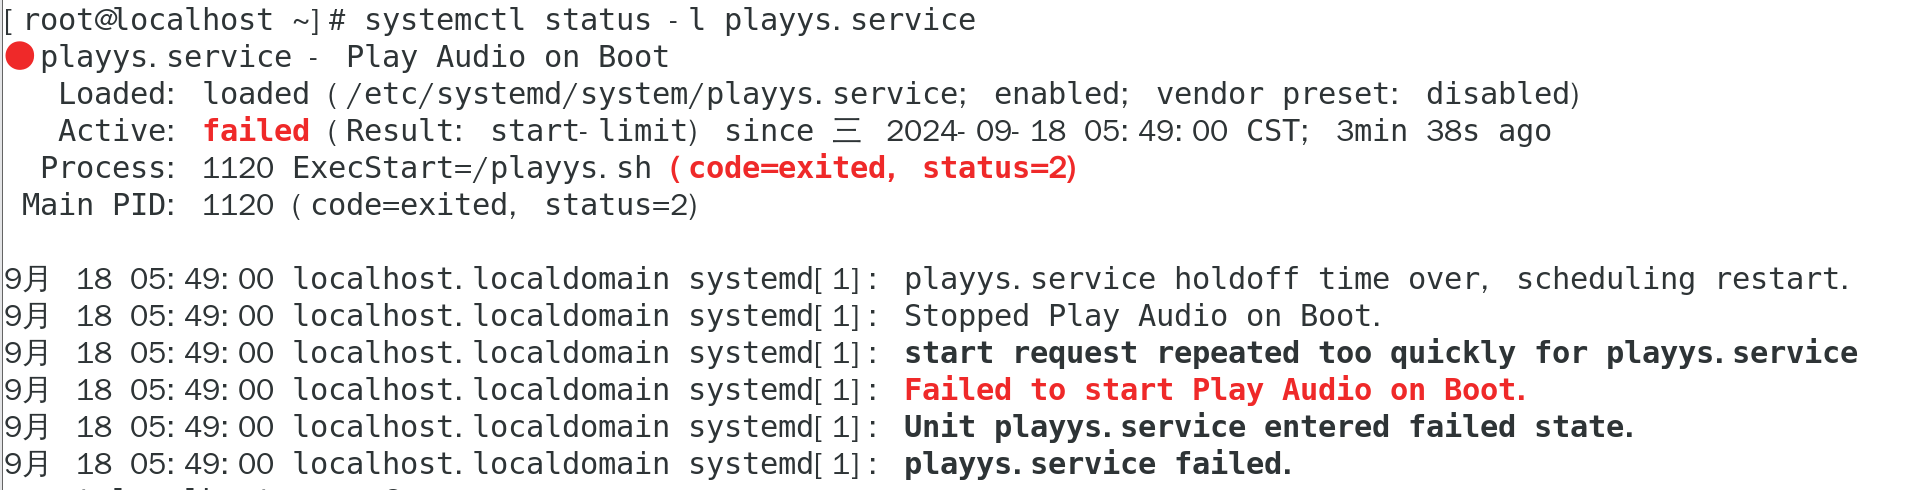 [root@localhost ~]# systemctl status -l playys.service
● playys.service - Play Audio on Boot
Loaded: loaded (/etc/systemd/system/playys.service; enabled; vendor preset: disabled)
Active: failed (Result: start-limit) since 三 2024-09-18 05:49:00 CST; 3min 38s ago
Process: 1120 ExecStart=/playys.sh (code=exited, status=2)
Main PID: 1120 (code=exited, status=2)
9月 18 05:49:00 localhost.localdomain systemd[1]: playys.service holdoff time over, scheduling restart.
9月 18 05:49:00 localhost.localdomain systemd[1]: Stopped Play Audio on Boot.
9月 18 05:49:00 localhost.localdomain systemd[1]: start request repeated too quickly for playys.service
9月 18 05:49:00 localhost.localdomain systemd[1]: Failed to start Play Audio on Boot.
9月 18 05:49:00 localhost.localdomain systemd[1]: Unit playys.service entered failed state.
9月 18 05:49:00 localhost.localdomain systemd[1]: playys.service failed.